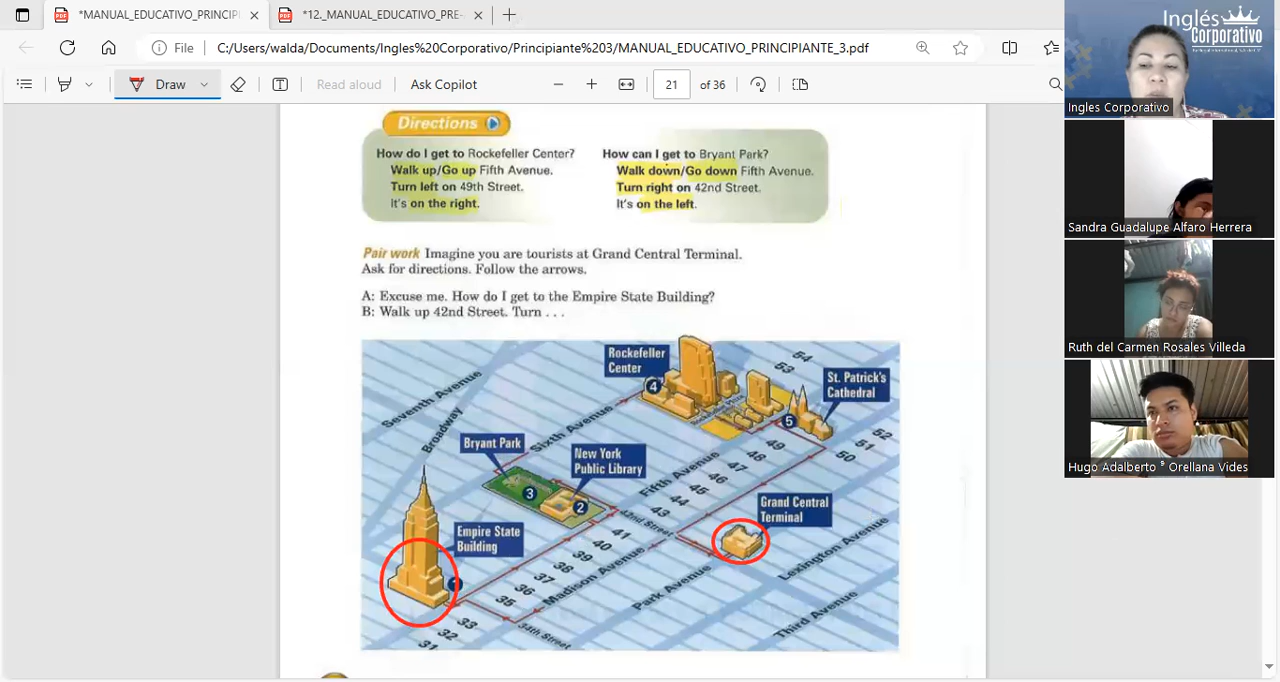 *MANUAL_EDUCATIVO_PRINCIPI
*12._MANUAL_EDUCATIVO_PRE-
File
C:/Users/walda/Documents/Ingles%20Corporativo/Principiante%203/MANUAL_EDUCATIVO_PRINCIPIANTE_3.pdf
Draw
Read aloud
Ask Copilot
21 of 36
Directions
How do I get to Rockefeller Center?
Walk up/Go up Fifth Avenue.
Turn left on 49th Street.
It's on the right.
How can I get to Bryant Park?
Walk down/Go down Fifth Avenue.
Turn right on 42nd Street.
It's on the left.
Pair work Imagine you are tourists at Grand Central Terminal.
Ask for directions. Follow the arrows.
A: Excuse me. How do I get to the Empire State Building?
B: Walk up 42nd Street. Turn . . .
Rockefeller
Center
4
54
53
St. Patrick's
Cathedral
5
52
51
50
49
48
47
46
45
44
43
Seventh Avenue
Broadway
Sixth Avenue
Bryant Park
3
New York
Public Library
2
Fifth Avenue
42nd Street
Grand Central
Terminal
Empire State
Building
1
41
40
39
38
37
36
35
Madison Avenue
Park Avenue
Lexington Avenue
Third Avenue
34th Street
33
32
31
Inglés
Corporativo
Ingles Corporativo
Sandra Guadalupe Alfaro Herrera
Ruth del Carmen Rosales Villeda
Hugo Adalberto ° Orellana Vides